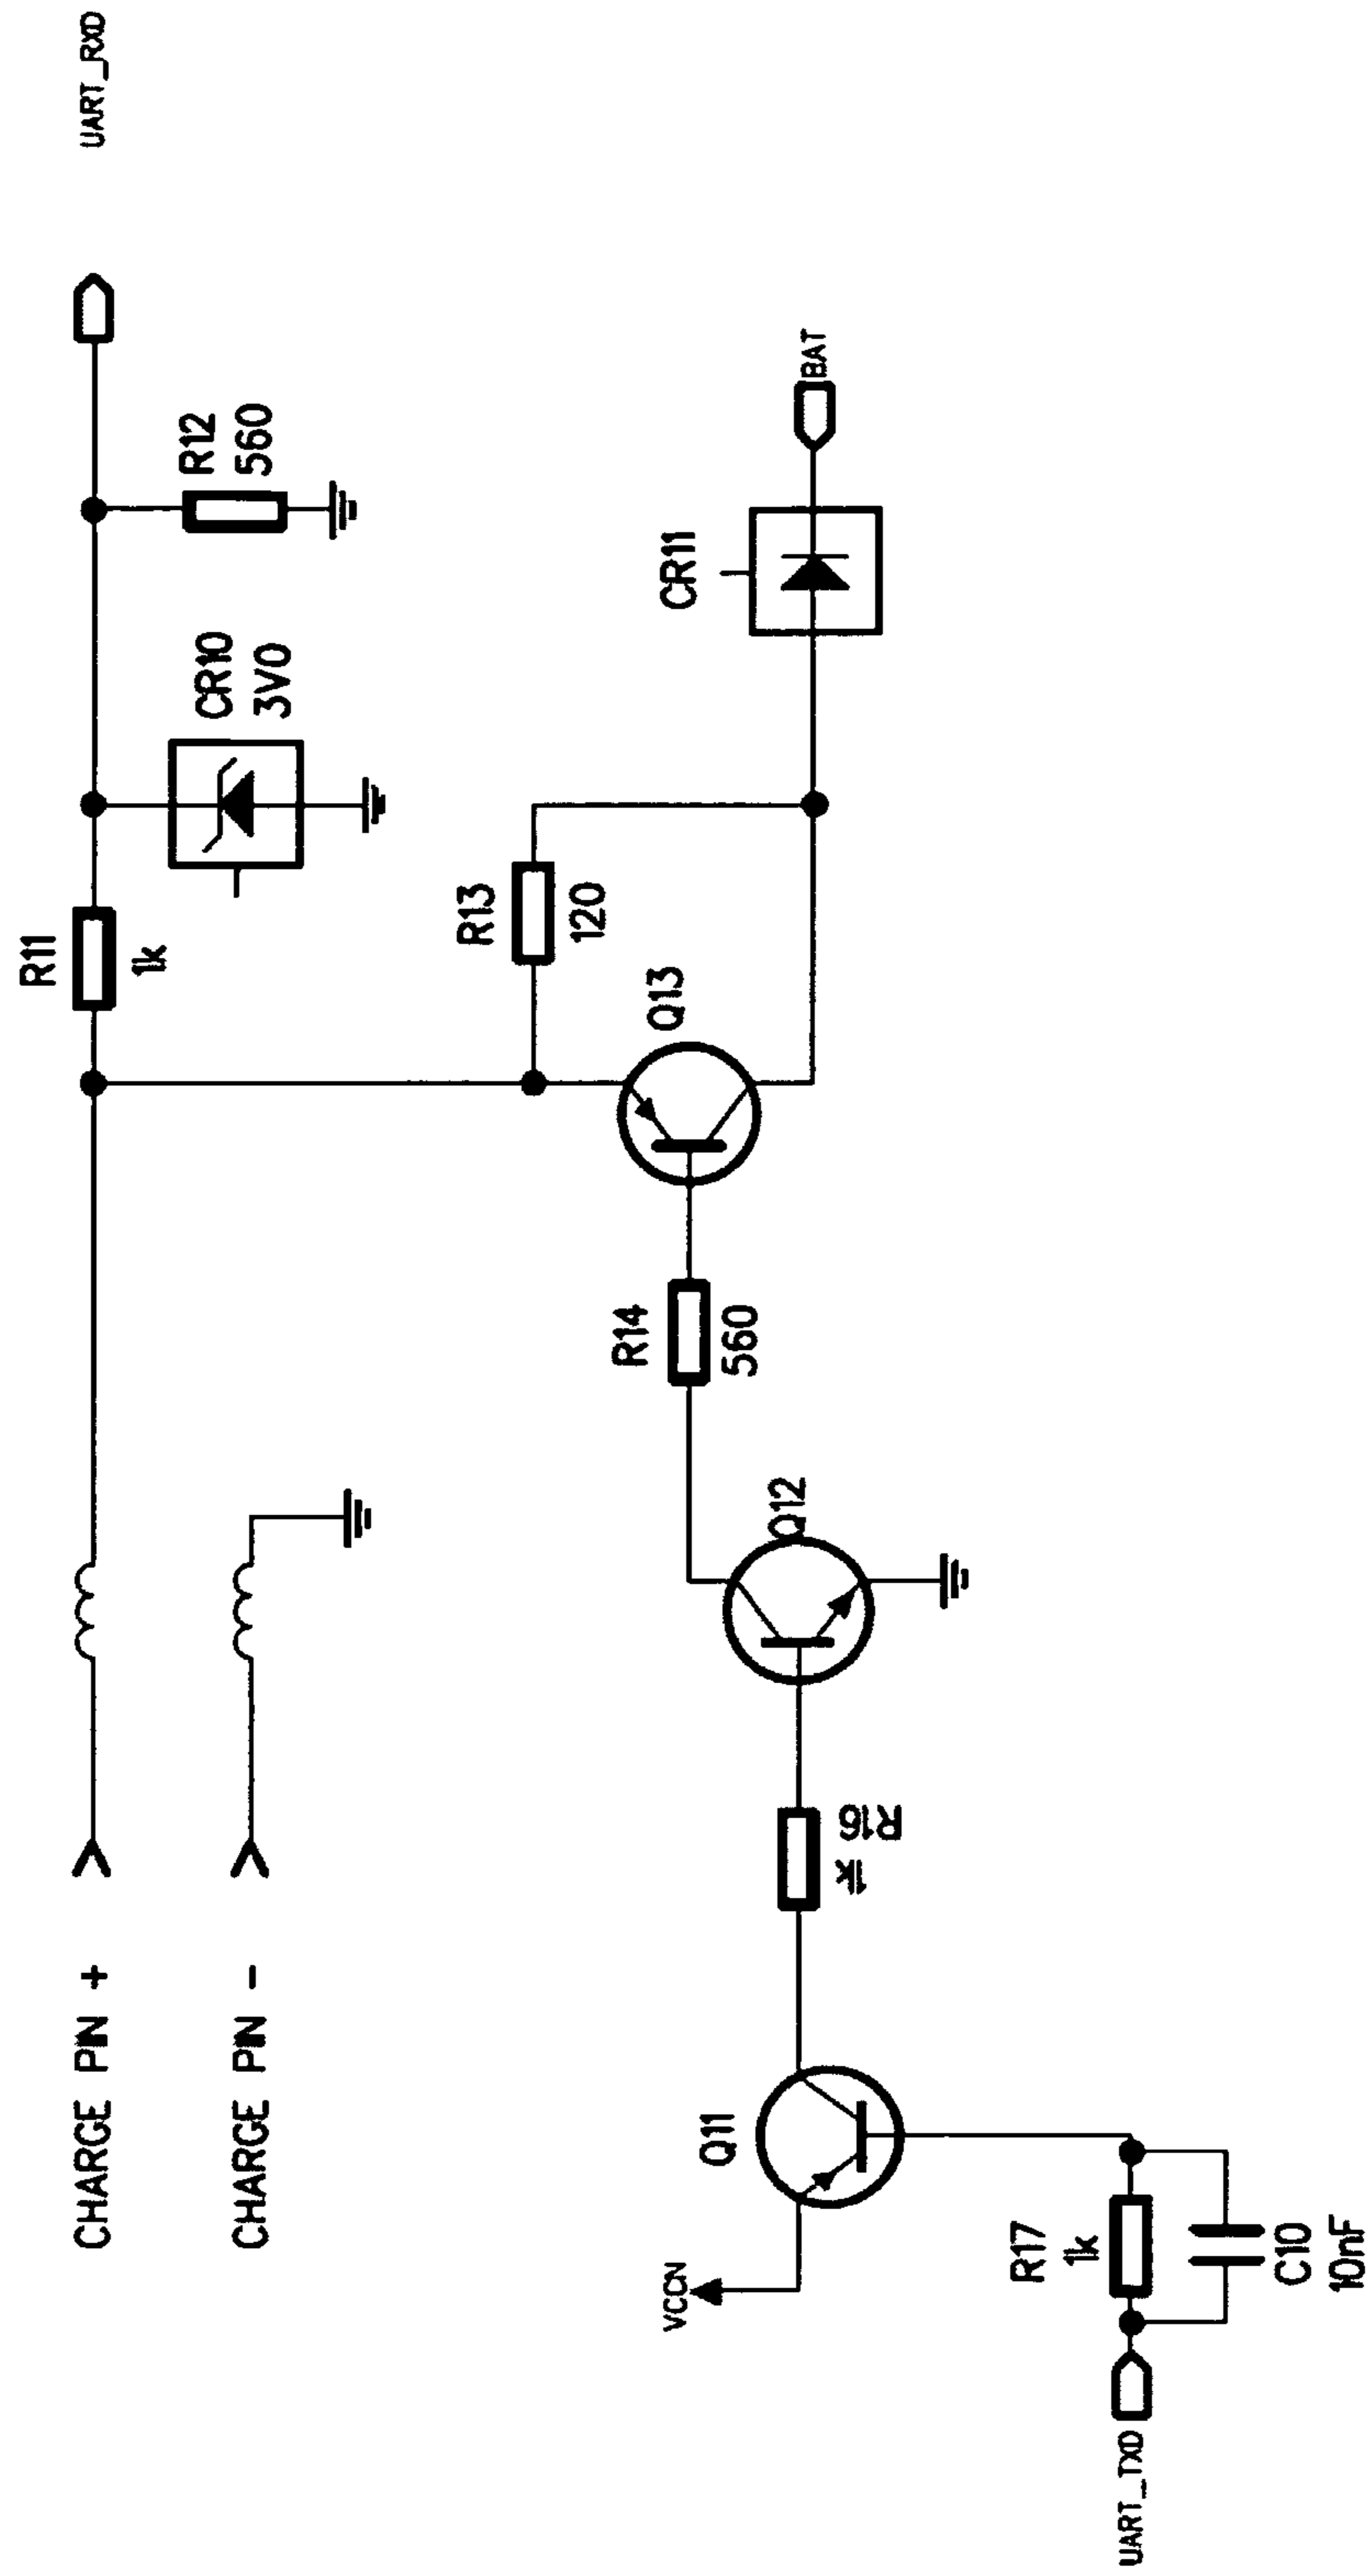 UART_RXD
R12
560
BAT
CR11
CR10
3V0
R11
1k
R13
120
Q13
R14
560
Q12
R16
1k
CHARGE PIN +
CHARGE PIN -
Q11
VCCN
R17
1k
C10
10nF
UART_TXD